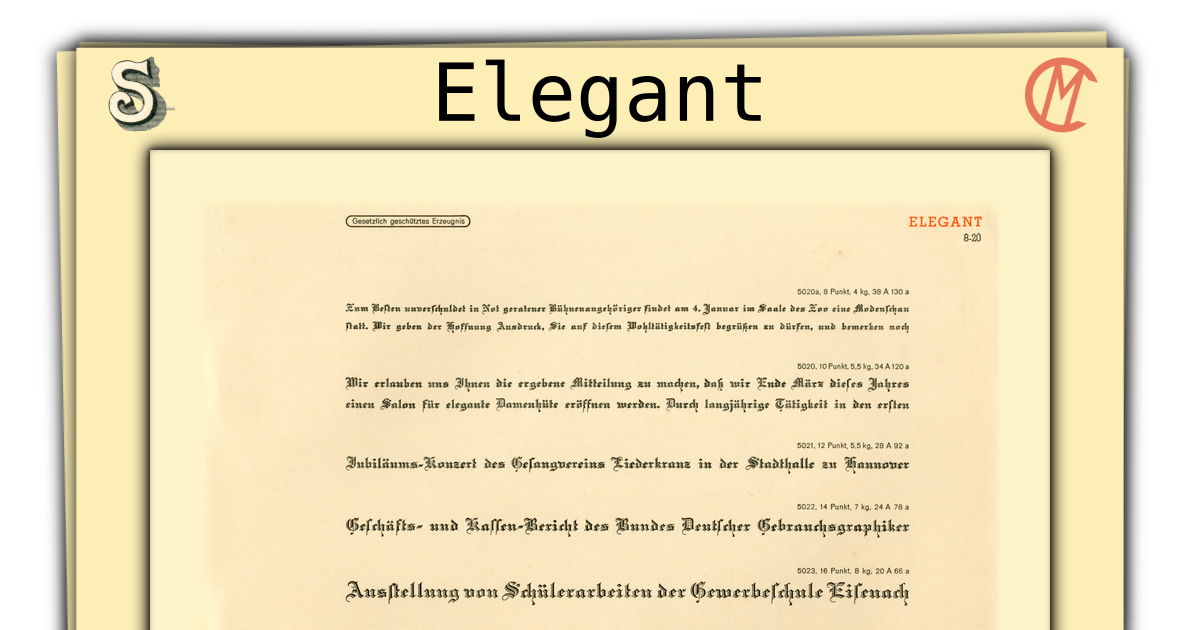 S
Elegant
CM
Gesetzlich geschütztes Erzeugnis
ELEGANT
8-20
5020a, 8 Punkt, 4 kg, 38 A 130 a
Zum Beſten unverſchuldet in Not geratener Bühnenangehöriger findet am 4. Januar im Saale des Zoo eine Modenſchau
ſtatt. Wir geben der Hoffnung Ausdruck, Sie auf dieſem Wohltätigkeitsfeſt begrüßen zu dürfen, und bemerken noch
5020, 10 Punkt, 5,5 kg, 34 A 120 a
Wir erlauben uns Ihnen die ergebene Mitteilung zu machen, daß wir Ende März dieſes Jahres
einen Salon für elegante Damenhüte eröffnen werden. Durch langjährige Tätigkeit in den erſten
5021, 12 Punkt, 5,5 kg, 28 A 92 a
Jubiläums-Konzert des Geſangvereins Liederkranz in der Stadthalle zu Hannover
5022, 14 Punkt, 7 kg, 24 A 78 a
Geſchäfts- und Kaſſen-Bericht des Bundes Deutſcher Gebrauchsgraphiker
5023, 16 Punkt, 8 kg, 20 A 66 a
Ausſtellung von Schülerarbeiten der Gewerbeſchule Eiſenach